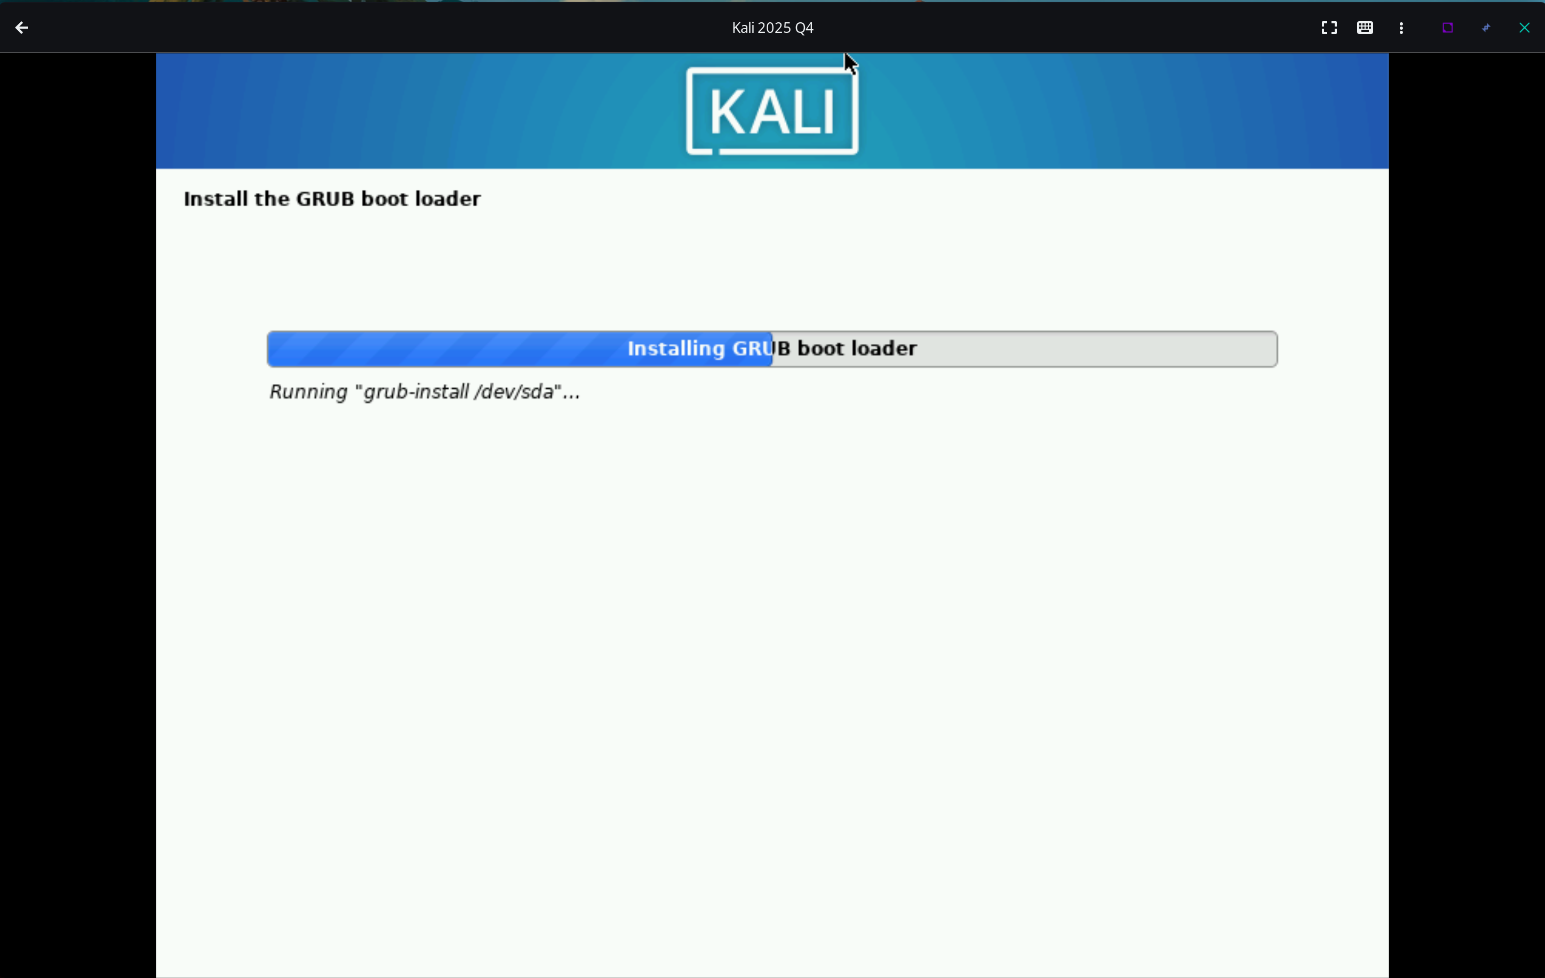 Kali 2025 Q4
KALI
Install the GRUB boot loader
Installing GRUB boot loader
Running "grub-install /dev/sda"...